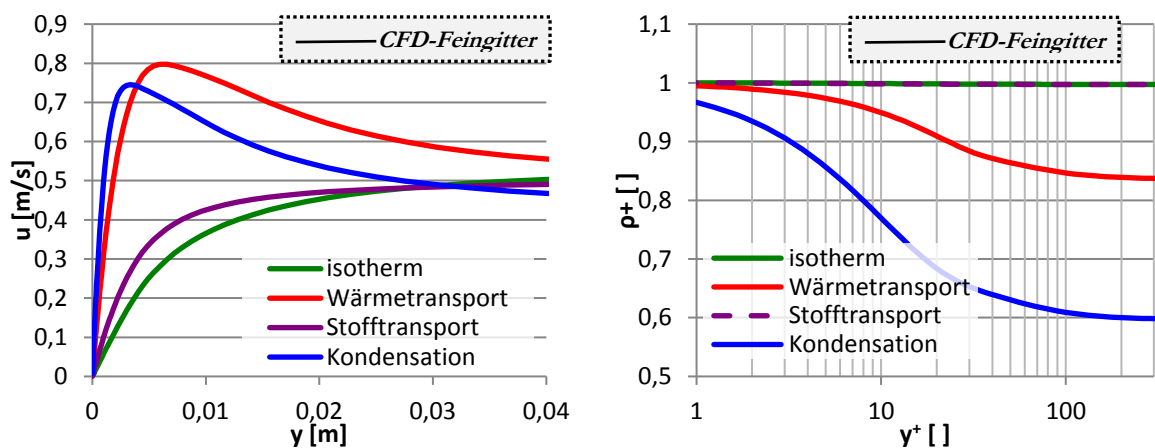 CFD-Feingitter
0,9
0,8
0,7
0,6
0,5
0,4
0,3
0,2
0,1
0
u [m/s]
isotherm
Wärmetransport
Stofftransport
Kondensation
0
0,01
0,02
0,03
0,04
y [m]
CFD-Feingitter
1,1
1
0,9
0,8
0,7
0,6
0,5
ρ+ [ ]
isotherm
Wärmetransport
Stofftransport
Kondensation
1
10
100
y⁺ [ ]